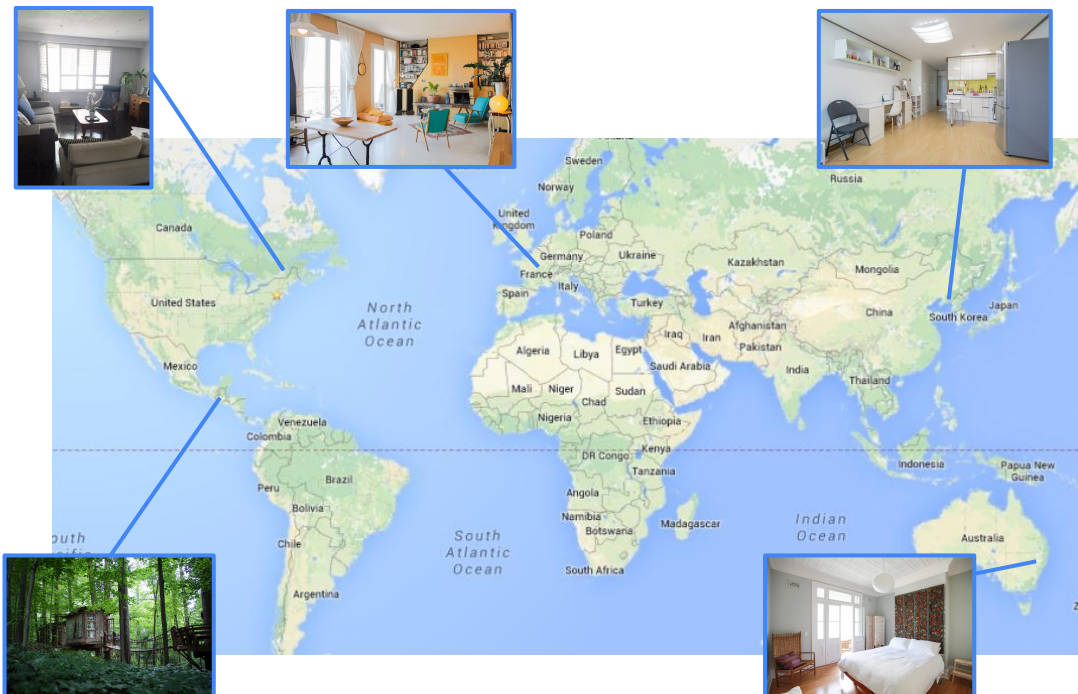 Sweden
Russia
Norway
United
Kingdom
Canada
Poland
Germany
Ukraine
Kazakhstan
Mongolia
France
Italy
Spain
United States
Turkey
Japan
North
Atlantic
Ocean
China
South Korea
Afghanistan
Iraq
Iran
Pakistan
Algeria
Libya
Egypt
Saudi Arabia
Mexico
India
Thailand
Mali
Niger
Sudan
Chad
Nigeria
Ethiopia
Venezuela
Colombia
Kenya
DR Congo
Indonesia
Papua New
Guinea
Tanzania
Brazil
Peru
Angola
Bolivia
Namibia
Botswana
Madagascar
Indian
Ocean
Australia
Chile
South
Atlantic
Ocean
South Africa
Argentina